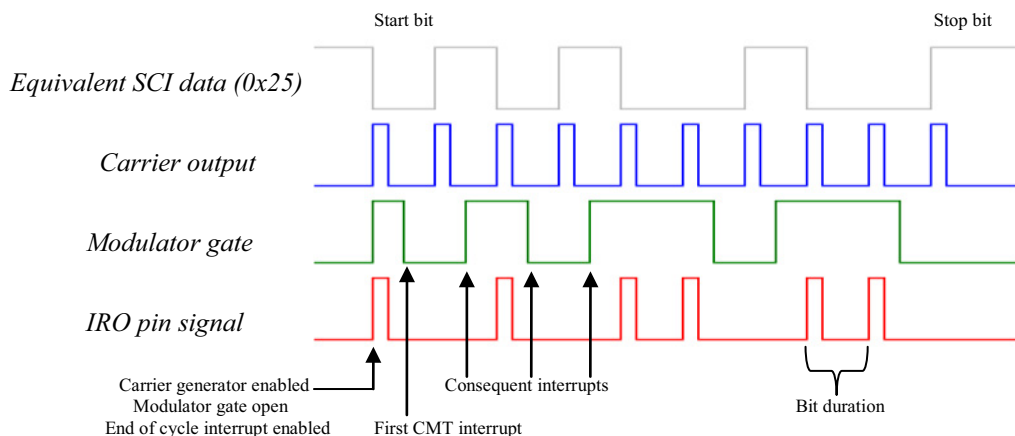 Start bit
Stop bit
Equivalent SCI data (0x25)
Carrier output
Modulator gate
IRO pin signal
Carrier generator enabled
Modulator gate open
End of cycle interrupt enabled
First CMT interrupt
Consequent interrupts
Bit duration